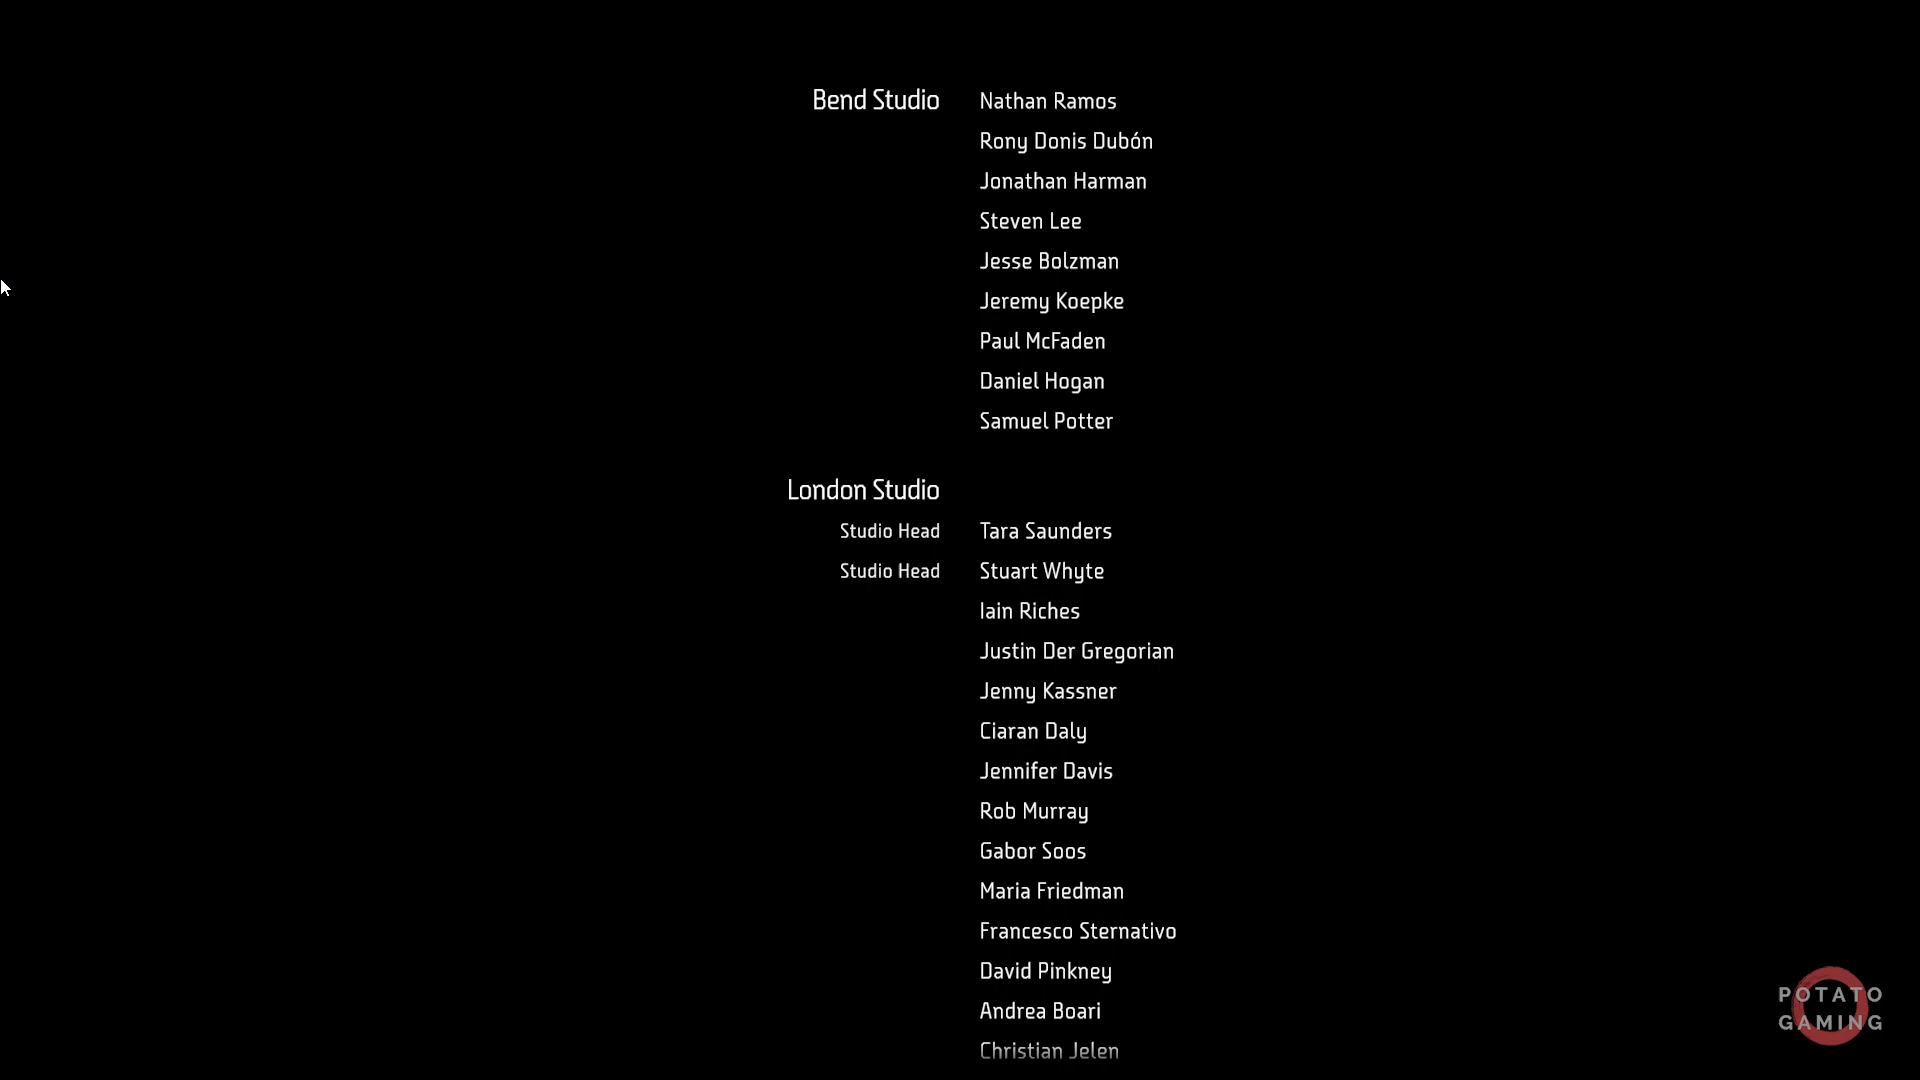 Bend Studio Nathan Ramos
Rony Donis Dubón
Jonathan Harman
Steven Lee
Jesse Bolzman
Jeremy Koepke
Paul McFaden
Daniel Hogan
Samuel Potter
London Studio
Studio Head Tara Saunders
Studio Head Stuart Whyte
Iain Riches
Justin Der Gregorian
Jenny Kassner
Ciaran Daly
Jennifer Davis
Rob Murray
Gabor Soos
Maria Friedman
Francesco Sternativo
David Pinkney
Andrea Boari
Christian Jelen
POTATO
GAMING